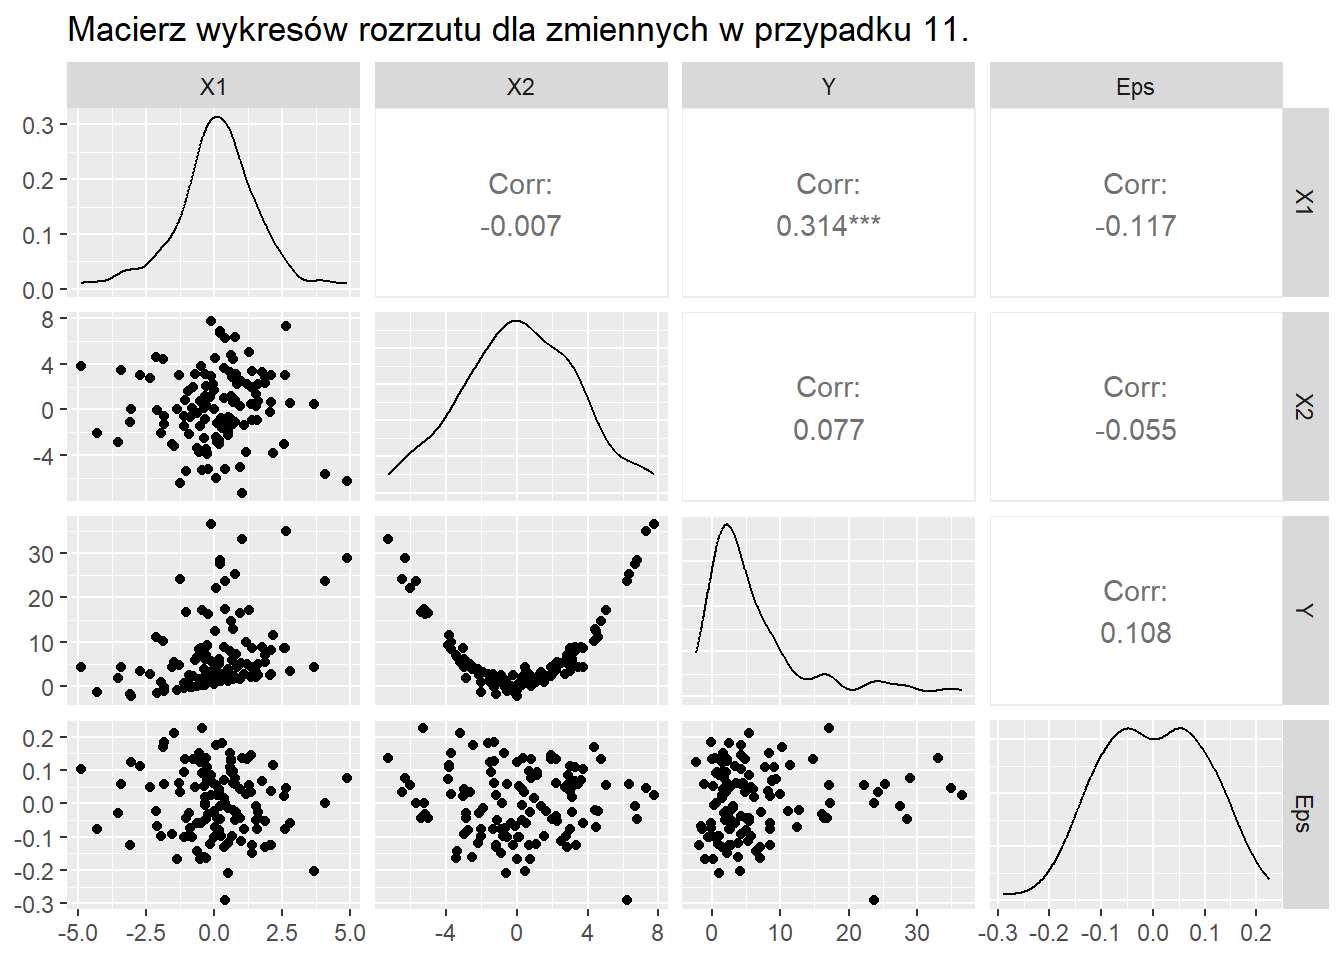 Macierz wykresów rozrzutu dla zmiennych w przypadku 11.
X1 X2 Y Eps
0.3
0.2
0.1
0.0
Corr:
-0.007
Corr:
0.314***
Corr:
-0.117
X1
8
4
0
-4
Corr:
0.077
Corr:
-0.055
X2
30
20
10
0
Corr:
0.108
Y
0.2
0.1
0.0
-0.1
-0.2
-0.3
Eps
-5.0 -2.5 0.0 2.5 5.0 -4 0 4 8 0 10 20 30 -0.3 -0.2 -0.1 0.0 0.1 0.2